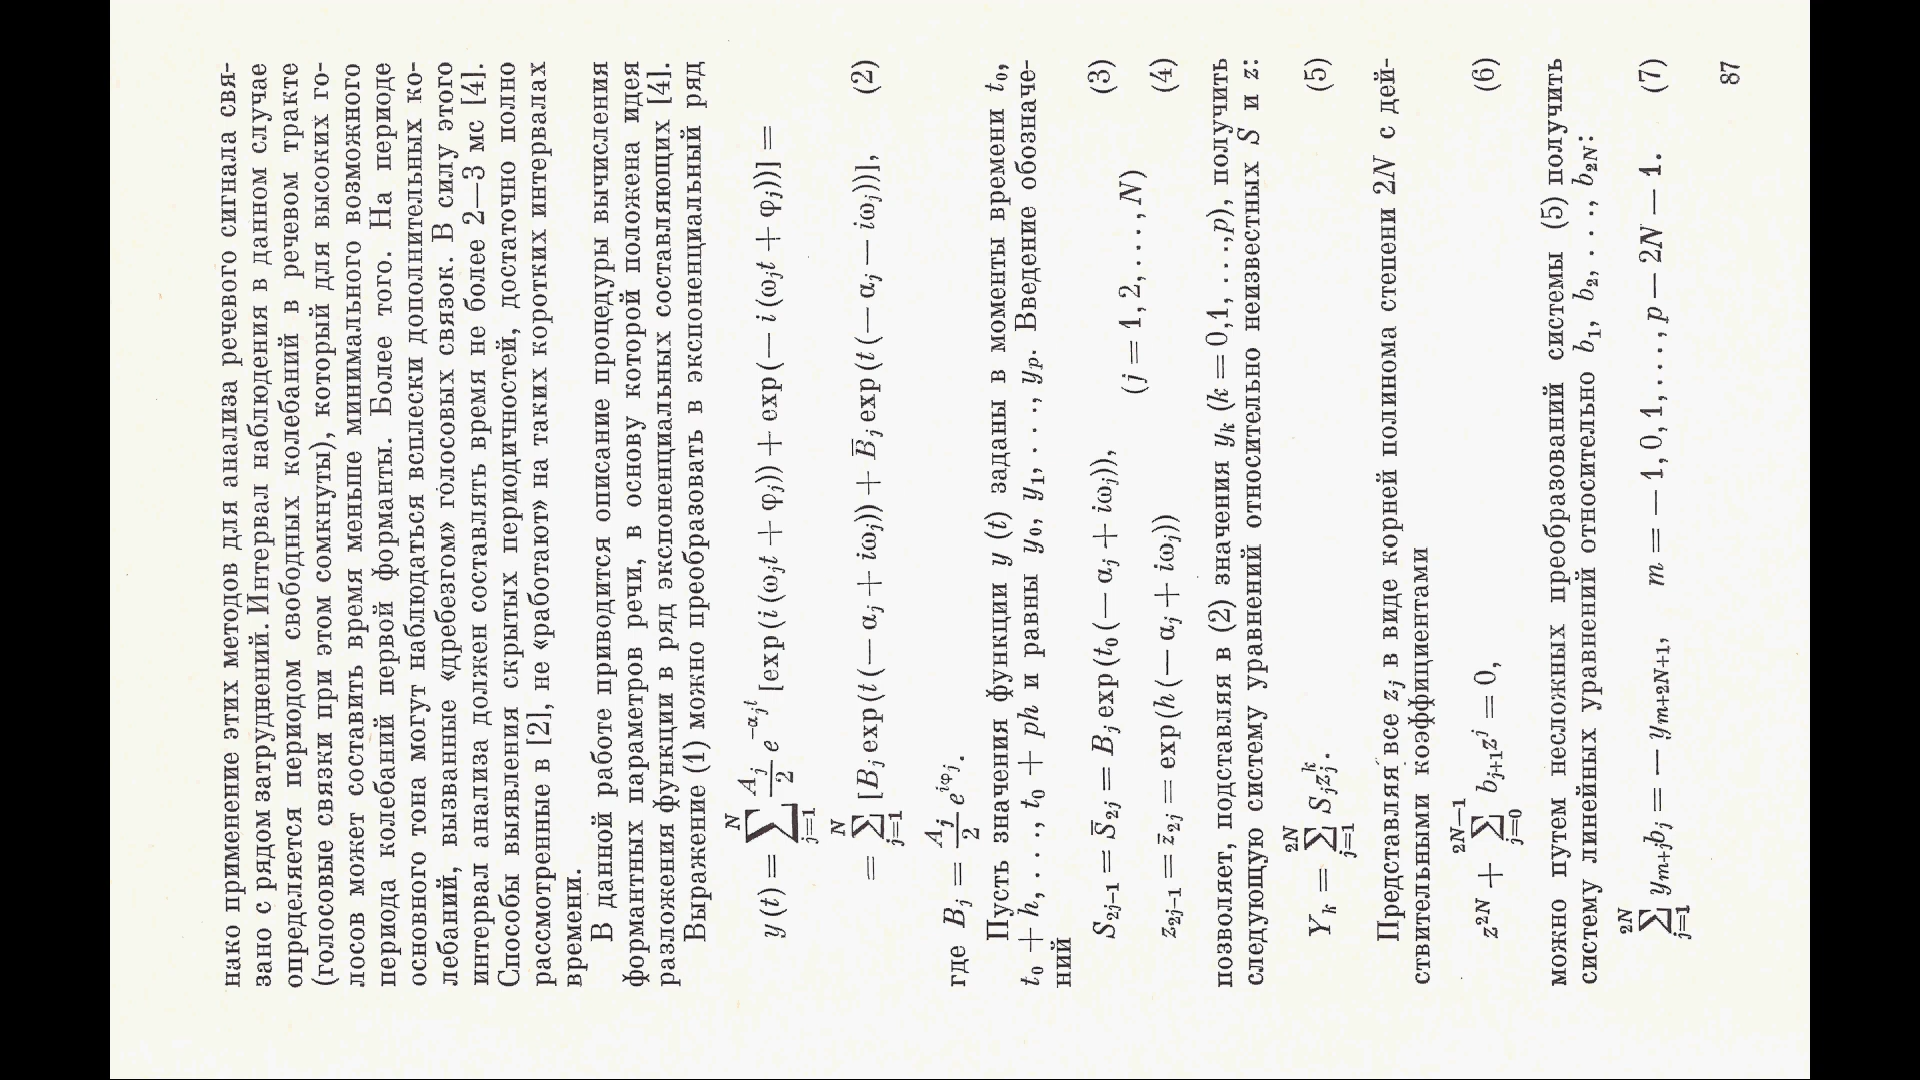 нако применение этих методов для анализа речевого сигнала свя-
зано с рядом затруднений. Интервал наблюдения в данном случае
определяется периодом свободных колебаний в речевом тракте
(голосовые связки при этом сомкнуты), который для высоких го-
лосов может составить время меньше минимального возможного
периода колебаний первой форманты. Более того. На периоде
основного тона могут наблюдаться всплески дополнительных ко-
лебаний, вызванные «дребезгом» голосовых связок. В силу этого
интервал анализа должен составлять время не более 2—3 мс [4].
Способы выявления скрытых периодичностей, достаточно полно
рассмотренные в [2], не «работают» на таких коротких интервалах
времени.
В данной работе приводится описание процедуры вычисления
формантных параметров речи, в основу которой положена идея
разложения функции в ряд экспоненциальных составляющих [4].
Выражение (1) можно преобразовать в экспоненциальный ряд
y (t) = ∑_{j=1}^{N} A_j/2 e^{−α_j t} [exp (i (ω_j t + φ_j)) + exp (— i (ω_j t + φ_j))] =
= ∑_{j=1}^{N} [B_j exp (t (— α_j + iω_j)) + B̅_j exp (t (— α_j — iω_j))], (2)
где B_j = A_j/2 e^{iφ_j}.
Пусть значения функции y (t) заданы в моменты времени t₀,
t₀ + h, . . ., t₀ + ph и равны y₀, y₁, . . ., y_p. Введение обозначе-
ний
S_{2j−1} = S̅_{2j} = B_j exp (t₀ (— α_j + iω_j)), (3)
(j = 1, 2, . . ., N)
z_{2j−1} = z̅_{2j} = exp (h (— α_j + iω_j)) (4)
позволяет, подставляя в (2) значения y_k (k = 0,1, . . .,p), получить
следующую систему уравнений относительно неизвестных S и z:
Y_k = ∑_{j=1}^{2N} S_j z_j^k. (5)
Представляя все z_j в виде корней полинома степени 2N с дей-
ствительными коэффициентами
z^{2N} + ∑_{j=0}^{2N−1} b_{j+1} z^j = 0, (6)
можно путем несложных преобразований системы (5) получить
систему линейных уравнений относительно b₁, b₂, . . ., b_{2N}:
∑_{j=1}^{2N} y_{m+j} b_j = — y_{m+2N+1}, m = — 1, 0, 1, . . ., p — 2N — 1. (7)
87